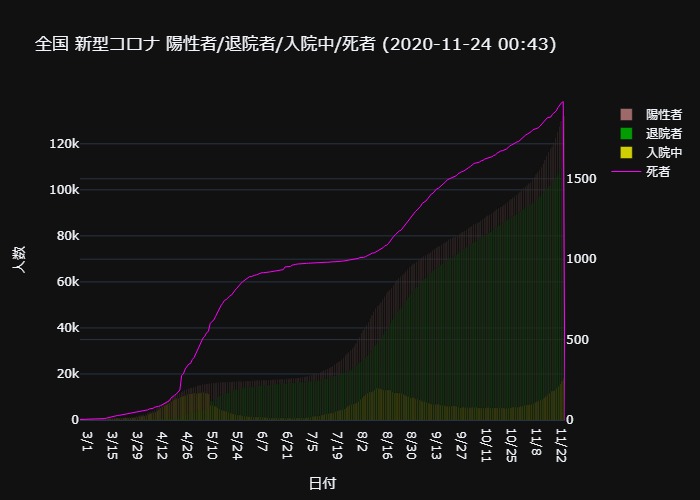 全国 新型コロナ 陽性者/退院者/入院中/死者 (2020-11-24 00:43)
陽性者
退院者
入院中
死者
120k
100k
80k
60k
40k
20k
0
1500
1000
500
0
人数
3/1
3/15
3/29
4/12
4/26
5/10
5/24
6/7
6/21
7/5
7/19
8/2
8/16
8/30
9/13
9/27
10/11
10/25
11/8
11/22
日付